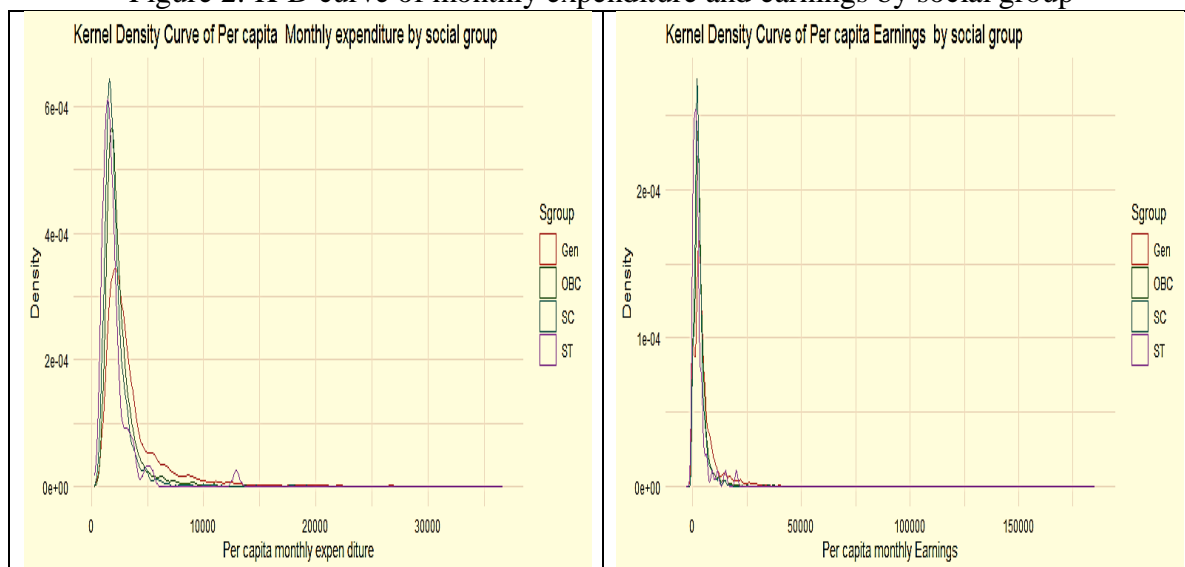 Figure 2: K-D curve of monthly expenditure and earnings by social group
Kernel Density Curve of Per capita Monthly expenditure by social group
6e-04
4e-04
2e-04
0e+00
Density
0
10000
20000
30000
Per capita monthly expen diture
Sgroup
Gen
OBC
SC
ST
Kernel Density Curve of Per capita Earnings by social group
2e-04
1e-04
0e+00
Density
0
50000
100000
150000
Per capita monthly Earnings
Sgroup
Gen
OBC
SC
ST